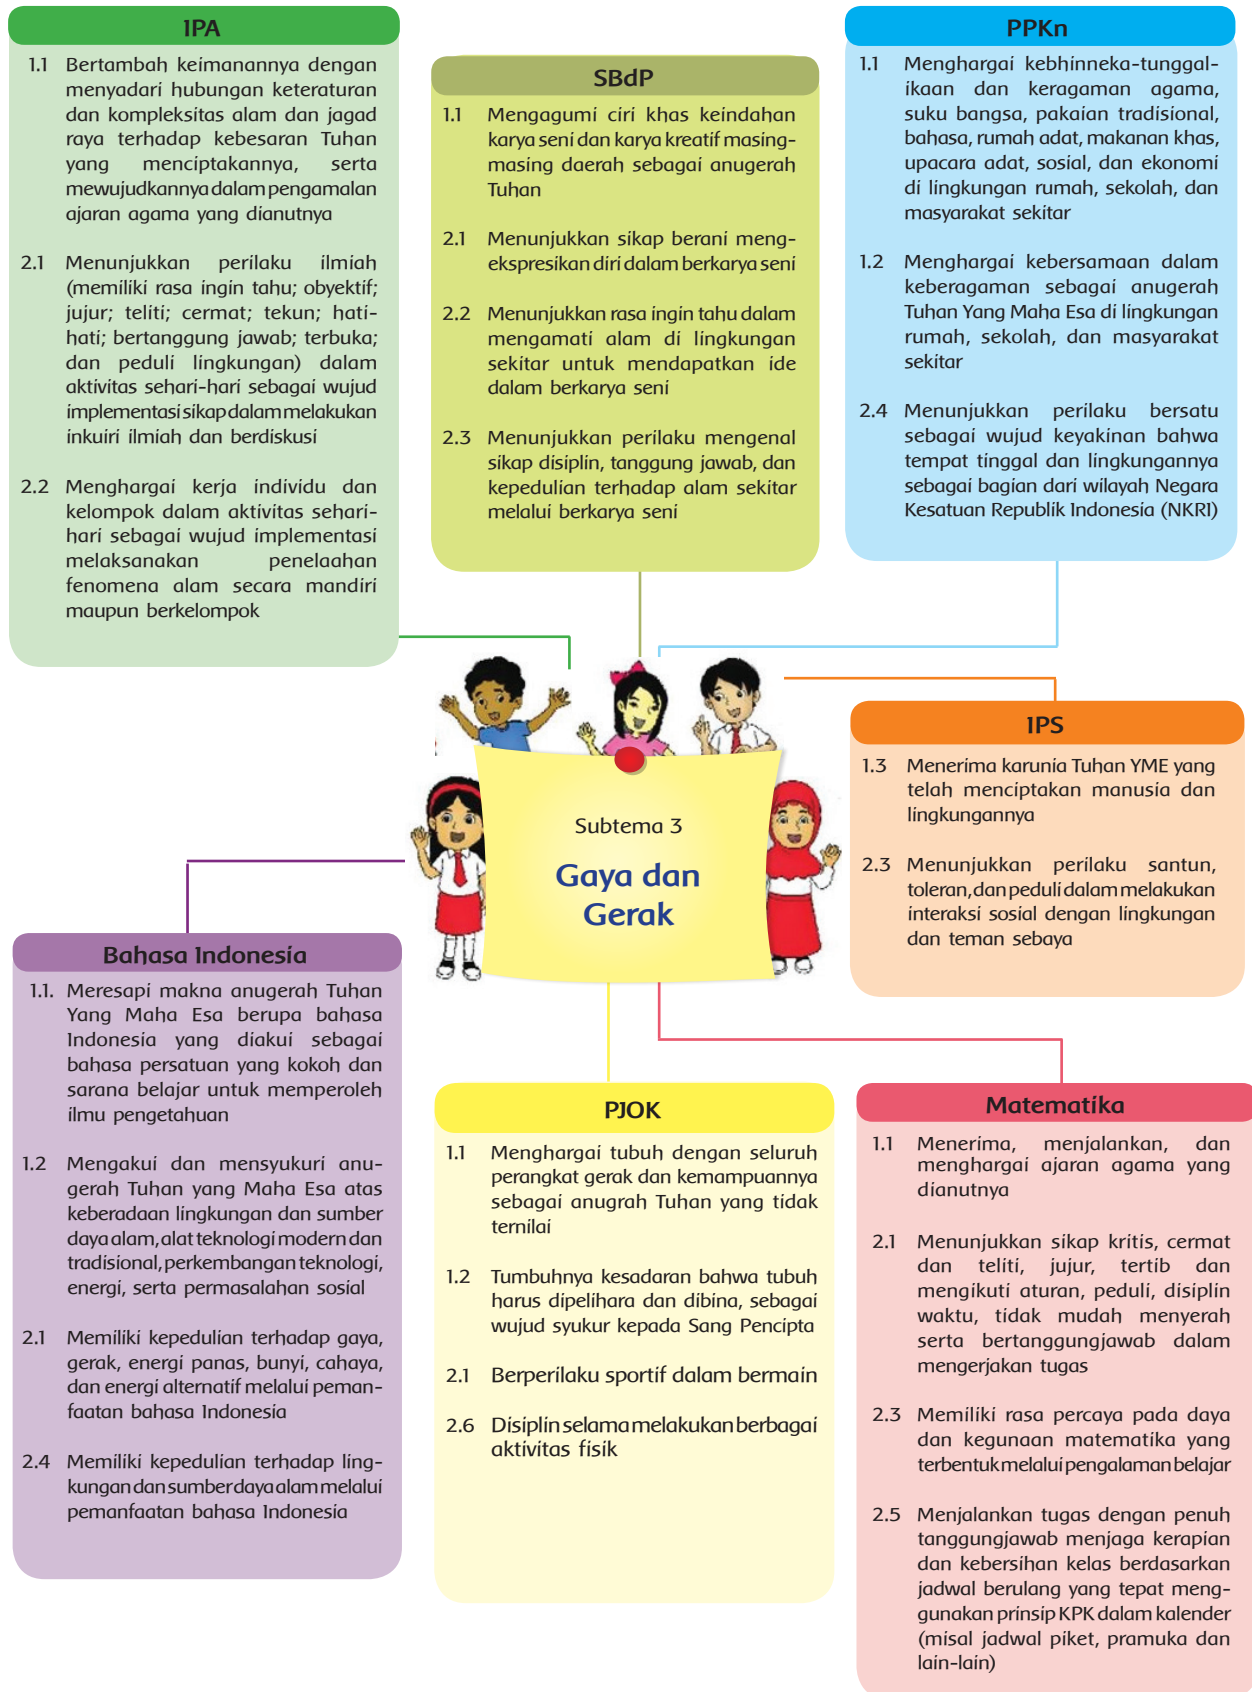 IPA
1.1 Bertambah keimanannya dengan
menyadari hubungan keteraturan
dan kompleksitas alam dan jagad
raya terhadap kebesaran Tuhan
yang menciptakannya, serta
mewujudkannya dalam pengamalan
ajaran agama yang dianutnya
2.1 Menunjukkan perilaku ilmiah
(memiliki rasa ingin tahu; obyektif;
jujur; teliti; cermat; tekun; hati-
hati; bertanggung jawab; terbuka;
dan peduli lingkungan) dalam
aktivitas sehari-hari sebagai wujud
implementasi sikap dalam melakukan
inkuiri ilmiah dan berdiskusi
2.2 Menghargai kerja individu dan
kelompok dalam aktivitas sehari-
hari sebagai wujud implementasi
melaksanakan penelaahan
fenomena alam secara mandiri
maupun berkelompok
SBdP
1.1 Mengagumi ciri khas keindahan
karya seni dan karya kreatif masing-
masing daerah sebagai anugerah
Tuhan
2.1 Menunjukkan sikap berani meng-
ekspresikan diri dalam berkarya seni
2.2 Menunjukkan rasa ingin tahu dalam
mengamati alam di lingkungan
sekitar untuk mendapatkan ide
dalam berkarya seni
2.3 Menunjukkan perilaku mengenal
sikap disiplin, tanggung jawab, dan
kepedulian terhadap alam sekitar
melalui berkarya seni
PPKn
1.1 Menghargai kebhinneka-tunggal-
ikaan dan keragaman agama,
suku bangsa, pakaian tradisional,
bahasa, rumah adat, makanan khas,
upacara adat, sosial, dan ekonomi
di lingkungan rumah, sekolah, dan
masyarakat sekitar
1.2 Menghargai kebersamaan dalam
keberagaman sebagai anugerah
Tuhan Yang Maha Esa di lingkungan
rumah, sekolah, dan masyarakat
sekitar
2.4 Menunjukkan perilaku bersatu
sebagai wujud keyakinan bahwa
tempat tinggal dan lingkungannya
sebagai bagian dari wilayah Negara
Kesatuan Republik Indonesia (NKRI)
Subtema 3
Gaya dan
Gerak
IPS
1.3 Menerima karunia Tuhan YME yang
telah menciptakan manusia dan
lingkungannya
2.3 Menunjukkan perilaku santun,
toleran, dan peduli dalam melakukan
interaksi sosial dengan lingkungan
dan teman sebaya
Bahasa Indonesia
1.1. Meresapi makna anugerah Tuhan
Yang Maha Esa berupa bahasa
Indonesia yang diakui sebagai
bahasa persatuan yang kokoh dan
sarana belajar untuk memperoleh
ilmu pengetahuan
1.2 Mengakui dan mensyukuri anu-
gerah Tuhan yang Maha Esa atas
keberadaan lingkungan dan sumber
daya alam, alat teknologi modern dan
tradisional, perkembangan teknologi,
energi, serta permasalahan sosial
2.1 Memiliki kepedulian terhadap gaya,
gerak, energi panas, bunyi, cahaya,
dan energi alternatif melalui peman-
faatan bahasa Indonesia
2.4 Memiliki kepedulian terhadap ling-
kungan dan sumber daya alam melalui
pemanfaatan bahasa Indonesia
PJOK
1.1 Menghargai tubuh dengan seluruh
perangkat gerak dan kemampuannya
sebagai anugrah Tuhan yang tidak
ternilai
1.2 Tumbuhnya kesadaran bahwa tubuh
harus dipelihara dan dibina, sebagai
wujud syukur kepada Sang Pencipta
2.1 Berperilaku sportif dalam bermain
2.6 Disiplin selama melakukan berbagai
aktivitas fisik
Matematika
1.1 Menerima, menjalankan, dan
menghargai ajaran agama yang
dianutnya
2.1 Menunjukkan sikap kritis, cermat
dan teliti, jujur, tertib dan
mengikuti aturan, peduli, disiplin
waktu, tidak mudah menyerah
serta bertanggungjawab dalam
mengerjakan tugas
2.3 Memiliki rasa percaya pada daya
dan kegunaan matematika yang
terbentuk melalui pengalaman belajar
2.5 Menjalankan tugas dengan penuh
tanggungjawab menjaga kerapian
dan kebersihan kelas berdasarkan
jadwal berulang yang tepat meng-
gunakan prinsip KPK dalam kalender
(misal jadwal piket, pramuka dan
lain-lain)